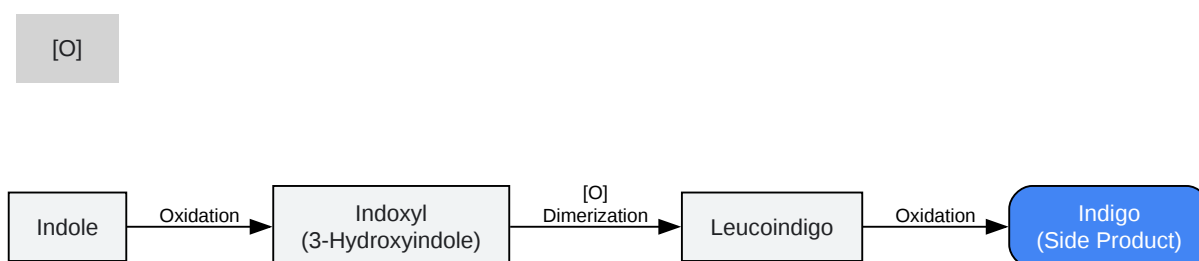 [O]
Indole
Oxidation
Indoxyl
(3-Hydroxyindole)
[O]
Dimerization
Leucoindigo
Oxidation
Indigo
(Side Product)